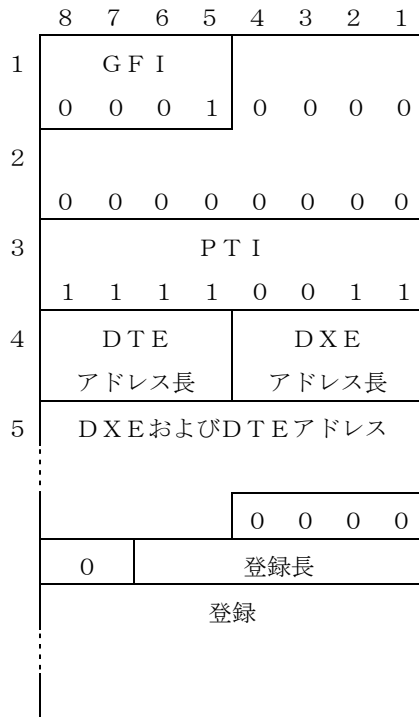 8 7 6 5 4 3 2 1
1 GFI
0 0 0 1 0 0 0 0
2
0 0 0 0 0 0 0 0
3 PTI
1 1 1 1 0 0 1 1
4 DTE DXE
アドレス長 アドレス長
5 DXEおよびDTEアドレス
0 0 0 0
0 登録長
登録